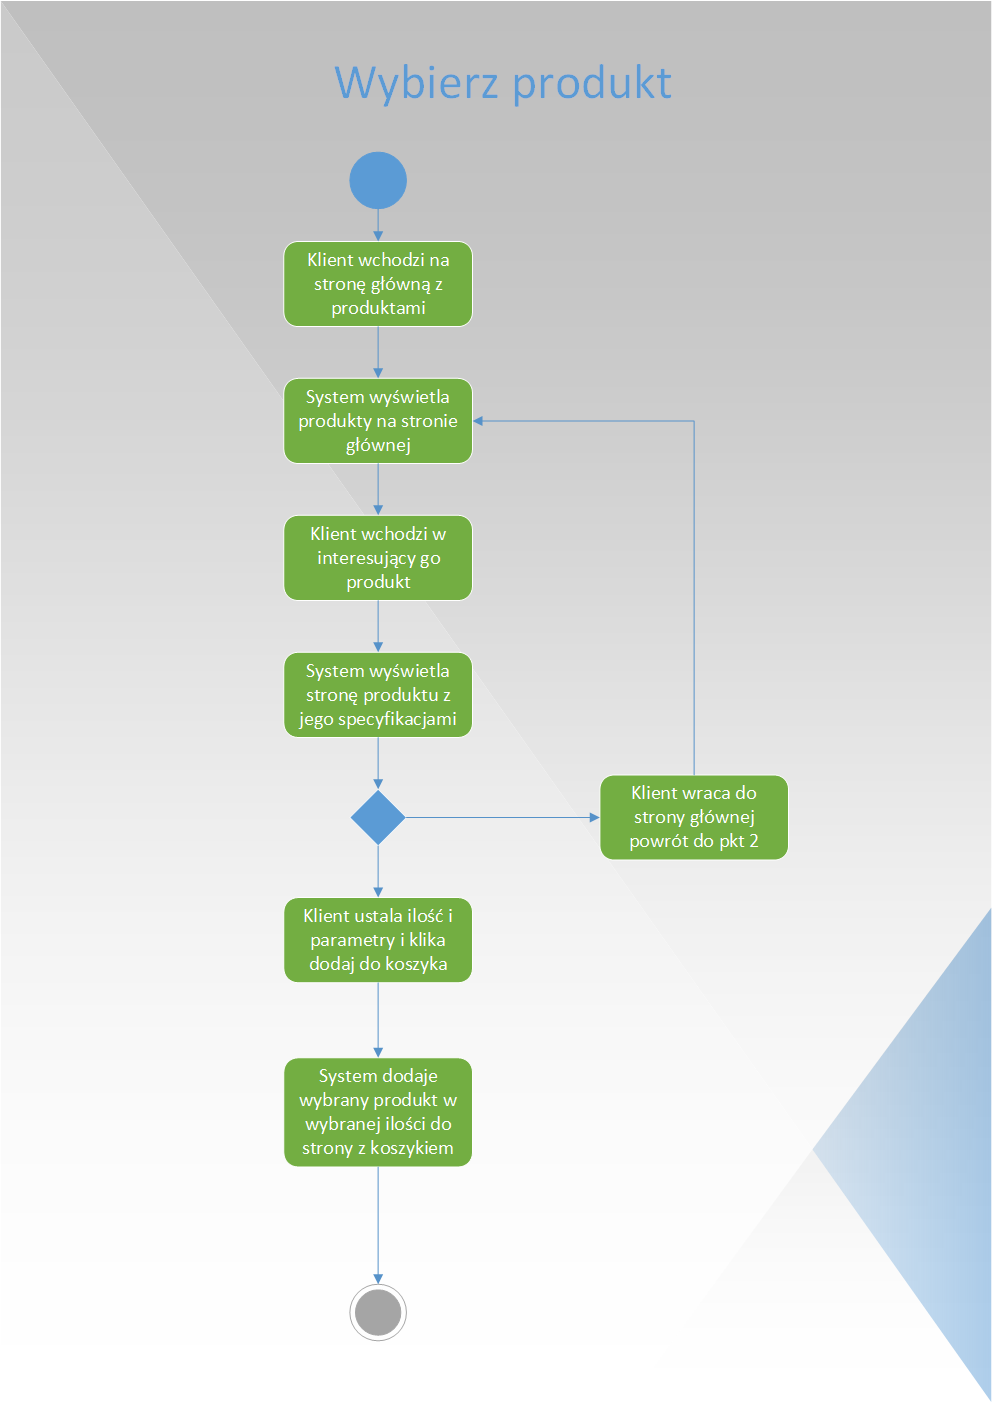 Wybierz produkt
Klient wchodzi na
stronę główną z
produktami
System wyświetla
produkty na stronie
głównej
Klient wchodzi w
interesujący go
produkt
System wyświetla
stronę produktu z
jego specyfikacjami
Klient wraca do
strony głównej
powrót do pkt 2
Klient ustala ilość i
parametry i klika
dodaj do koszyka
System dodaje
wybrany produkt w
wybranej ilości do
strony z koszykiem